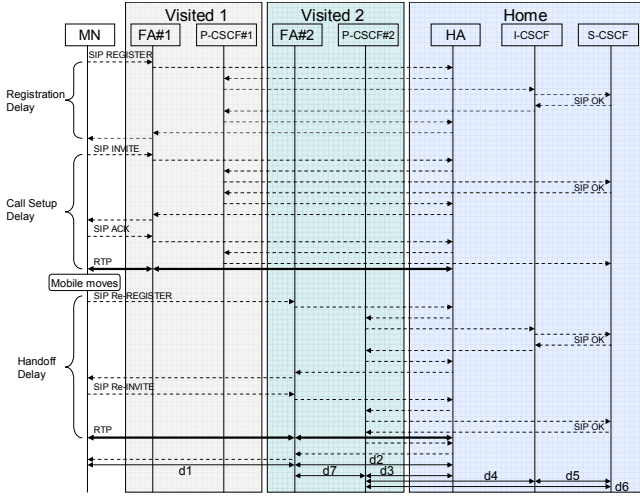 Visited 1
Visited 2
Home
MN
FA#1
P-CSCF#1
FA#2
P-CSCF#2
HA
I-CSCF
S-CSCF
SIP REGISTER
Registration
Delay
SIP OK
SIP INVITE
Call Setup
Delay
SIP OK
SIP ACK
RTP
Mobile moves
SIP Re-REGISTER
SIP OK
Handoff
Delay
SIP Re-INVITE
SIP OK
RTP
d1
d2
d7
d3
d4
d5
d6